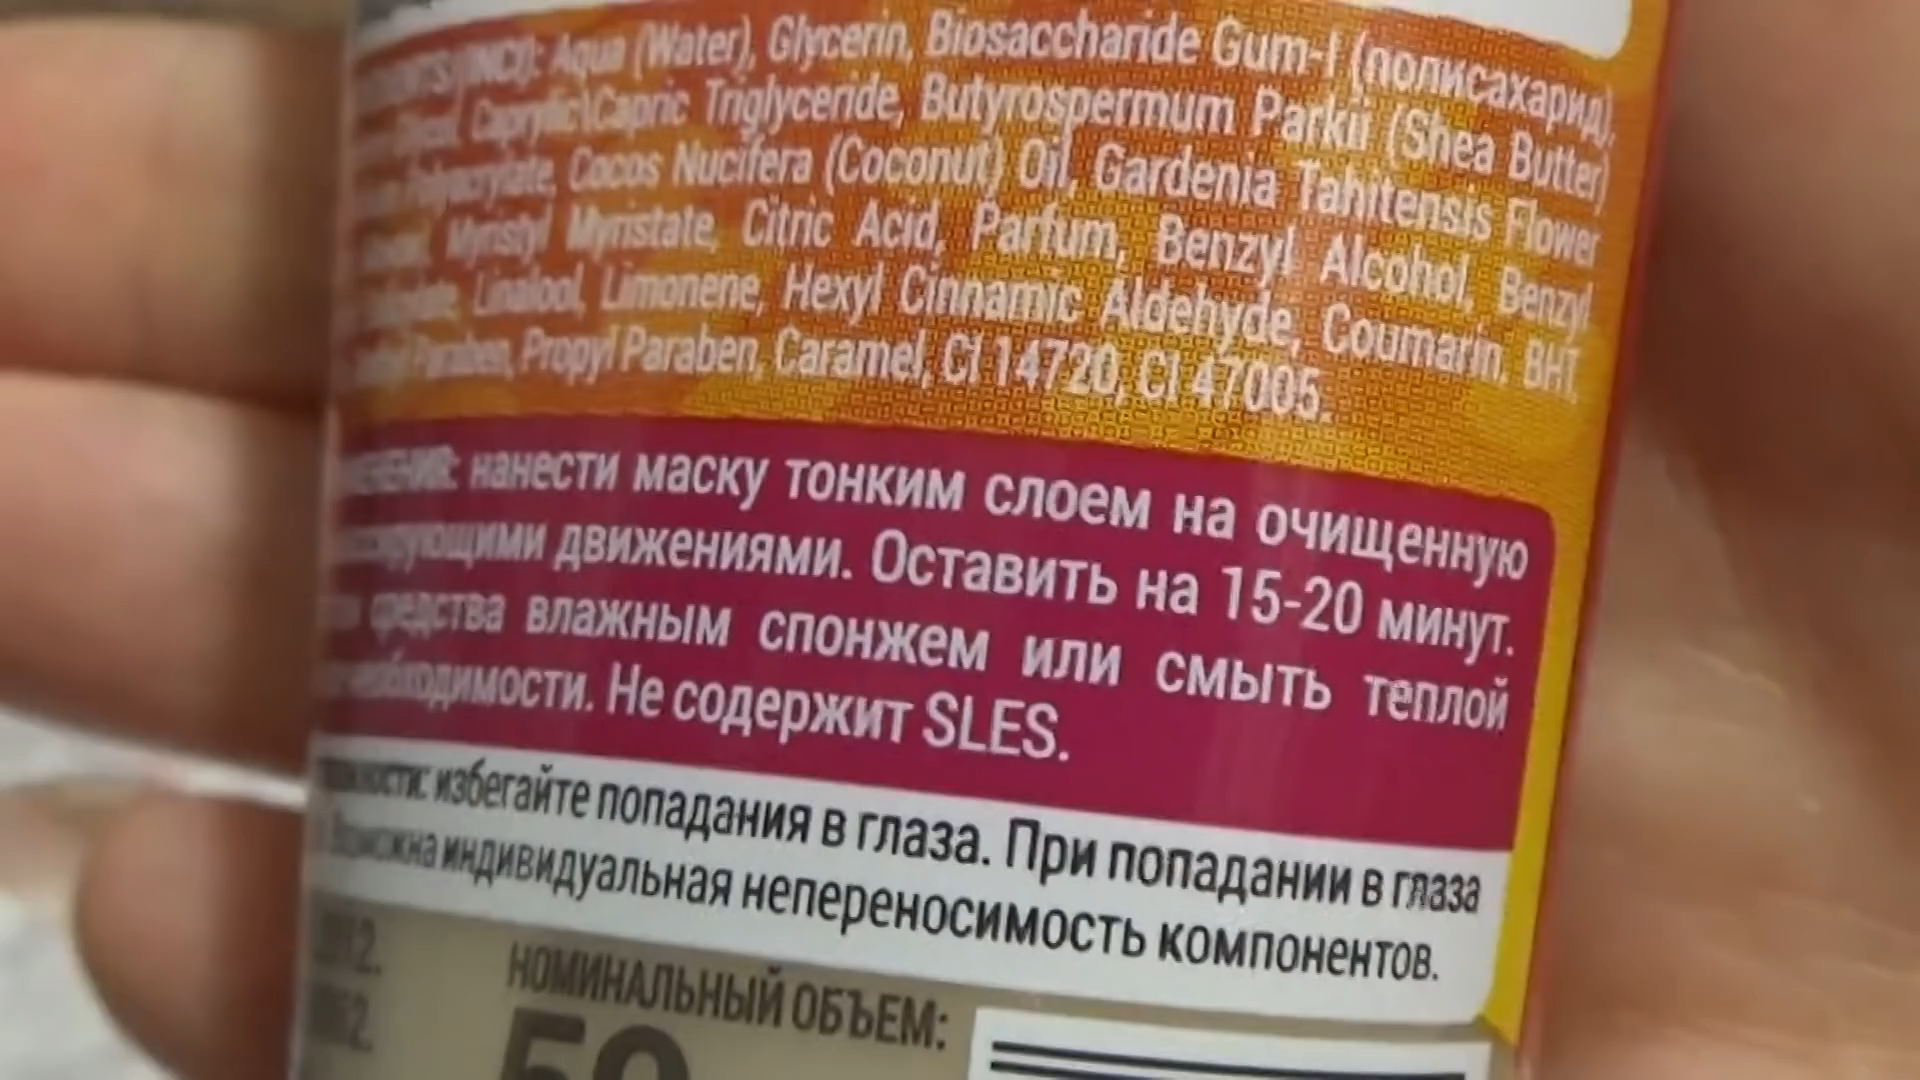 (INCI): Aqua (Water), Glycerin, Biosaccharide Gum-I (полисахарид),
Caprylic\Capric Triglyceride, Butyrospermum Parkii (Shea Butter)
Polyacrylate, Cocos Nucifera (Coconut) Oil, Gardenia Tahitensis Flower
Myristyl Myristate, Citric Acid, Parfum, Benzyl Alcohol, Benzyl
Linalool, Limonene, Hexyl Cinnamic Aldehyde, Coumarin, BHT,
Paraben, Propyl Paraben, Caramel, CI 14720, CI 47005.
нанести маску тонким слоем на очищенную
движениями. Оставить на 15-20 минут.
средства влажным спонжем или смыть теплой
необходимости. Не содержит SLES.
избегайте попадания в глаза. При попадании в глаза
Возможна индивидуальная непереносимость компонентов.
НОМИНАЛЬНЫЙ ОБЪЕМ:
50